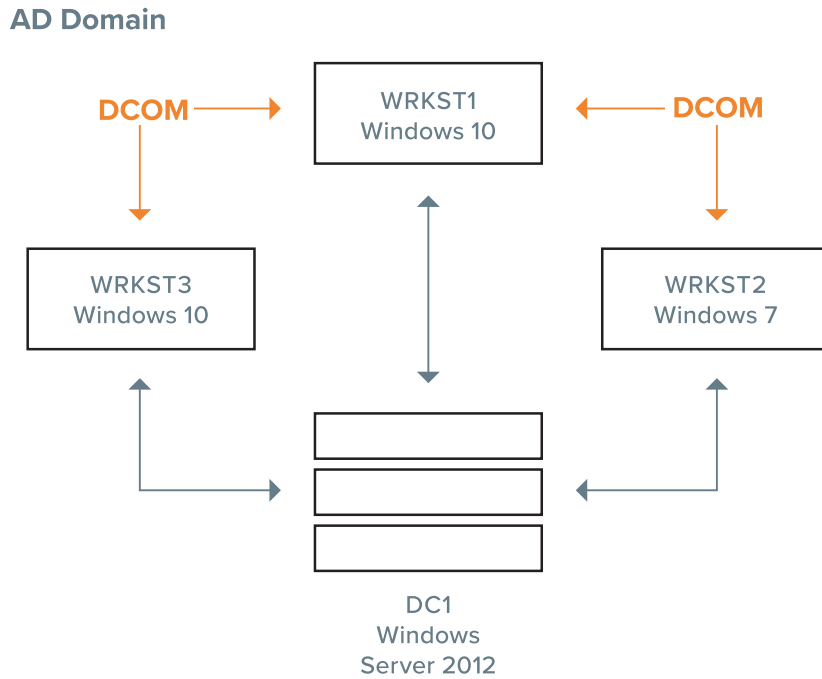 AD Domain
DCOM
WRKST1
Windows 10
DCOM
WRKST3
Windows 10
WRKST2
Windows 7
DC1
Windows
Server 2012